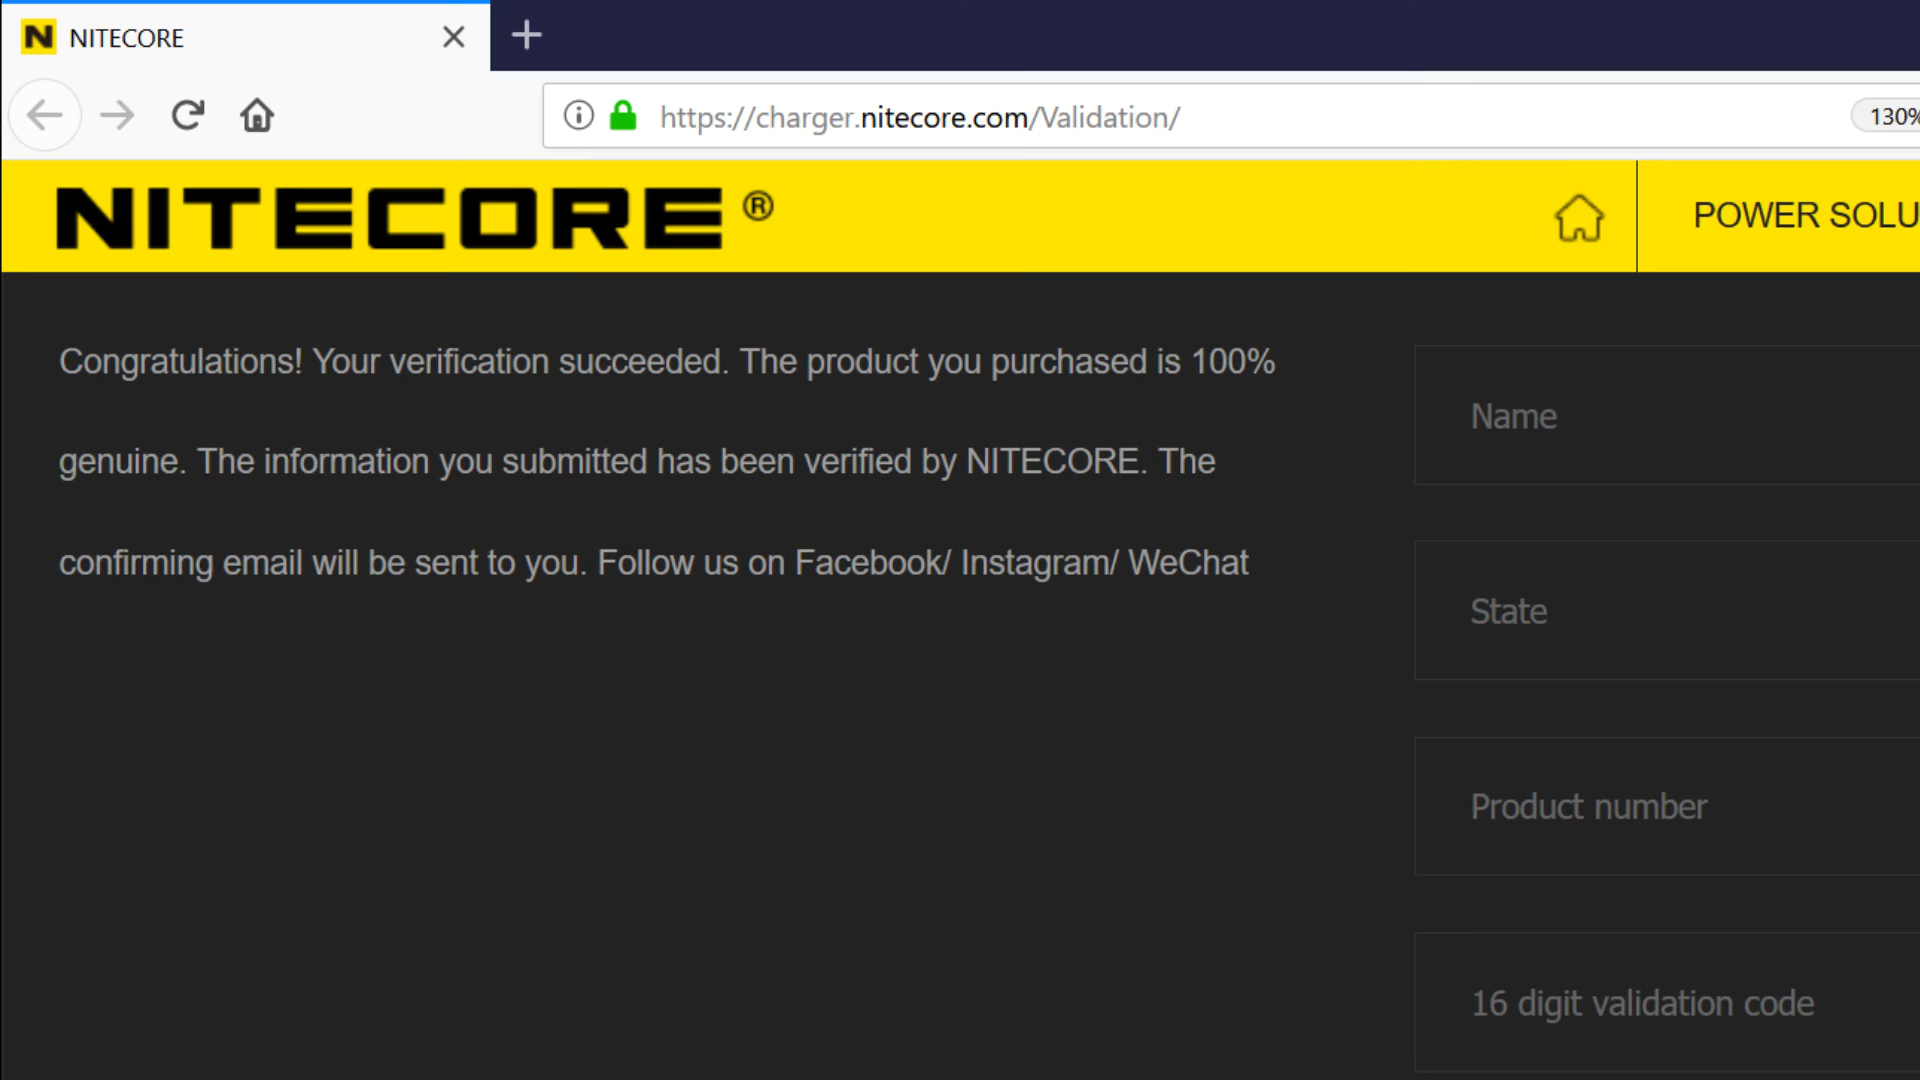 N NITECORE
https://charger.nitecore.com/Validation/
130%
NITECORE ®
POWER SOLU
Congratulations! Your verification succeeded. The product you purchased is 100%
genuine. The information you submitted has been verified by NITECORE. The
confirming email will be sent to you. Follow us on Facebook/ Instagram/ WeChat
Name
State
Product number
16 digit validation code